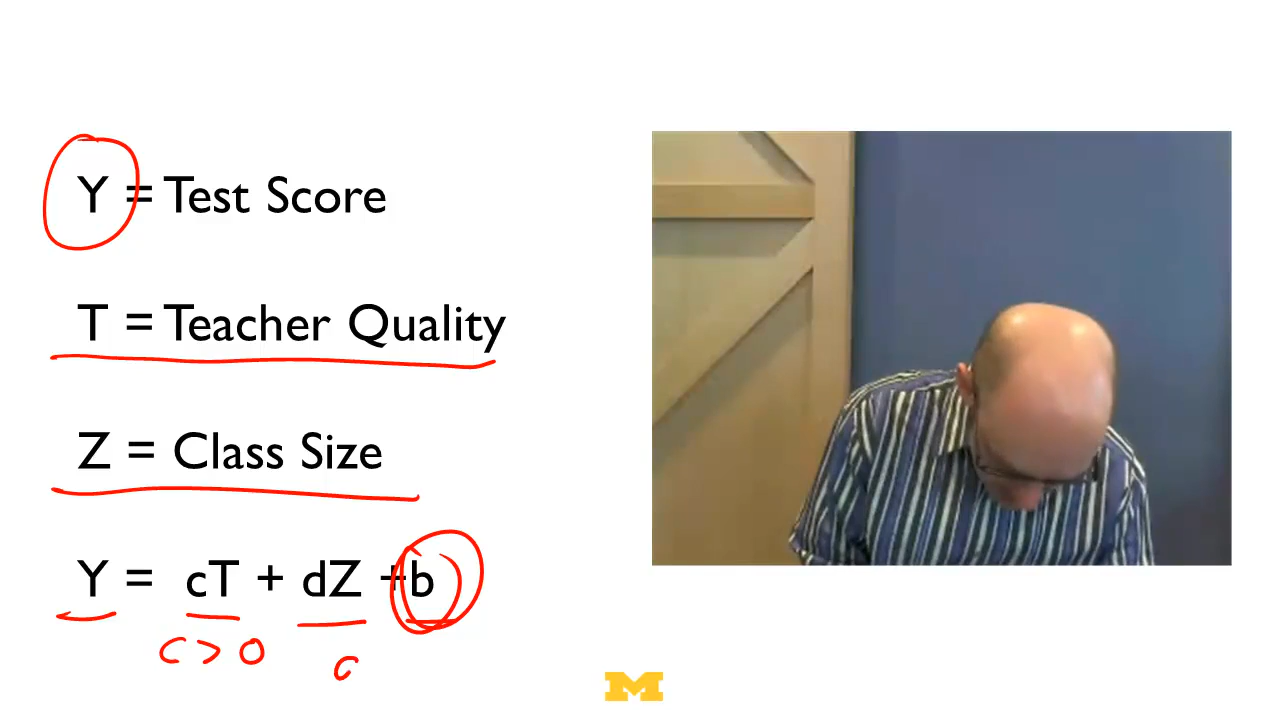 Y = Test Score
T = Teacher Quality
Z = Class Size
Y = cT + dZ +b
c > 0
M